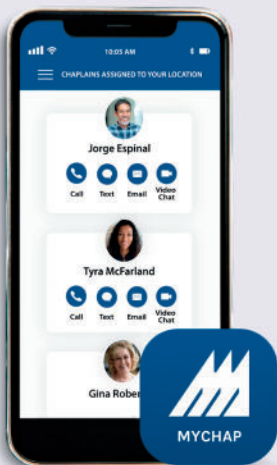 10:05 AM
CHAPLAINS ASSIGNED TO YOUR LOCATION
Jorge Espinal
Call Text Email Video Chat
Tyra McFarland
Call Text Email Video Chat
Gina
MYCHAP